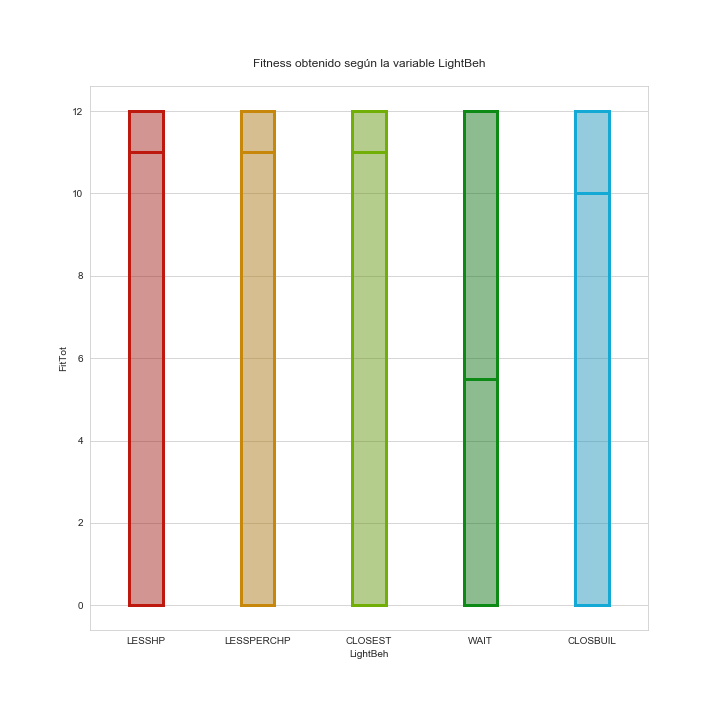 Fitness obtenido según la variable LightBeh
12
10
8
6
4
2
0
FitTot
LESSHP LESSPERCHP CLOSEST WAIT CLOSBUIL
LightBeh